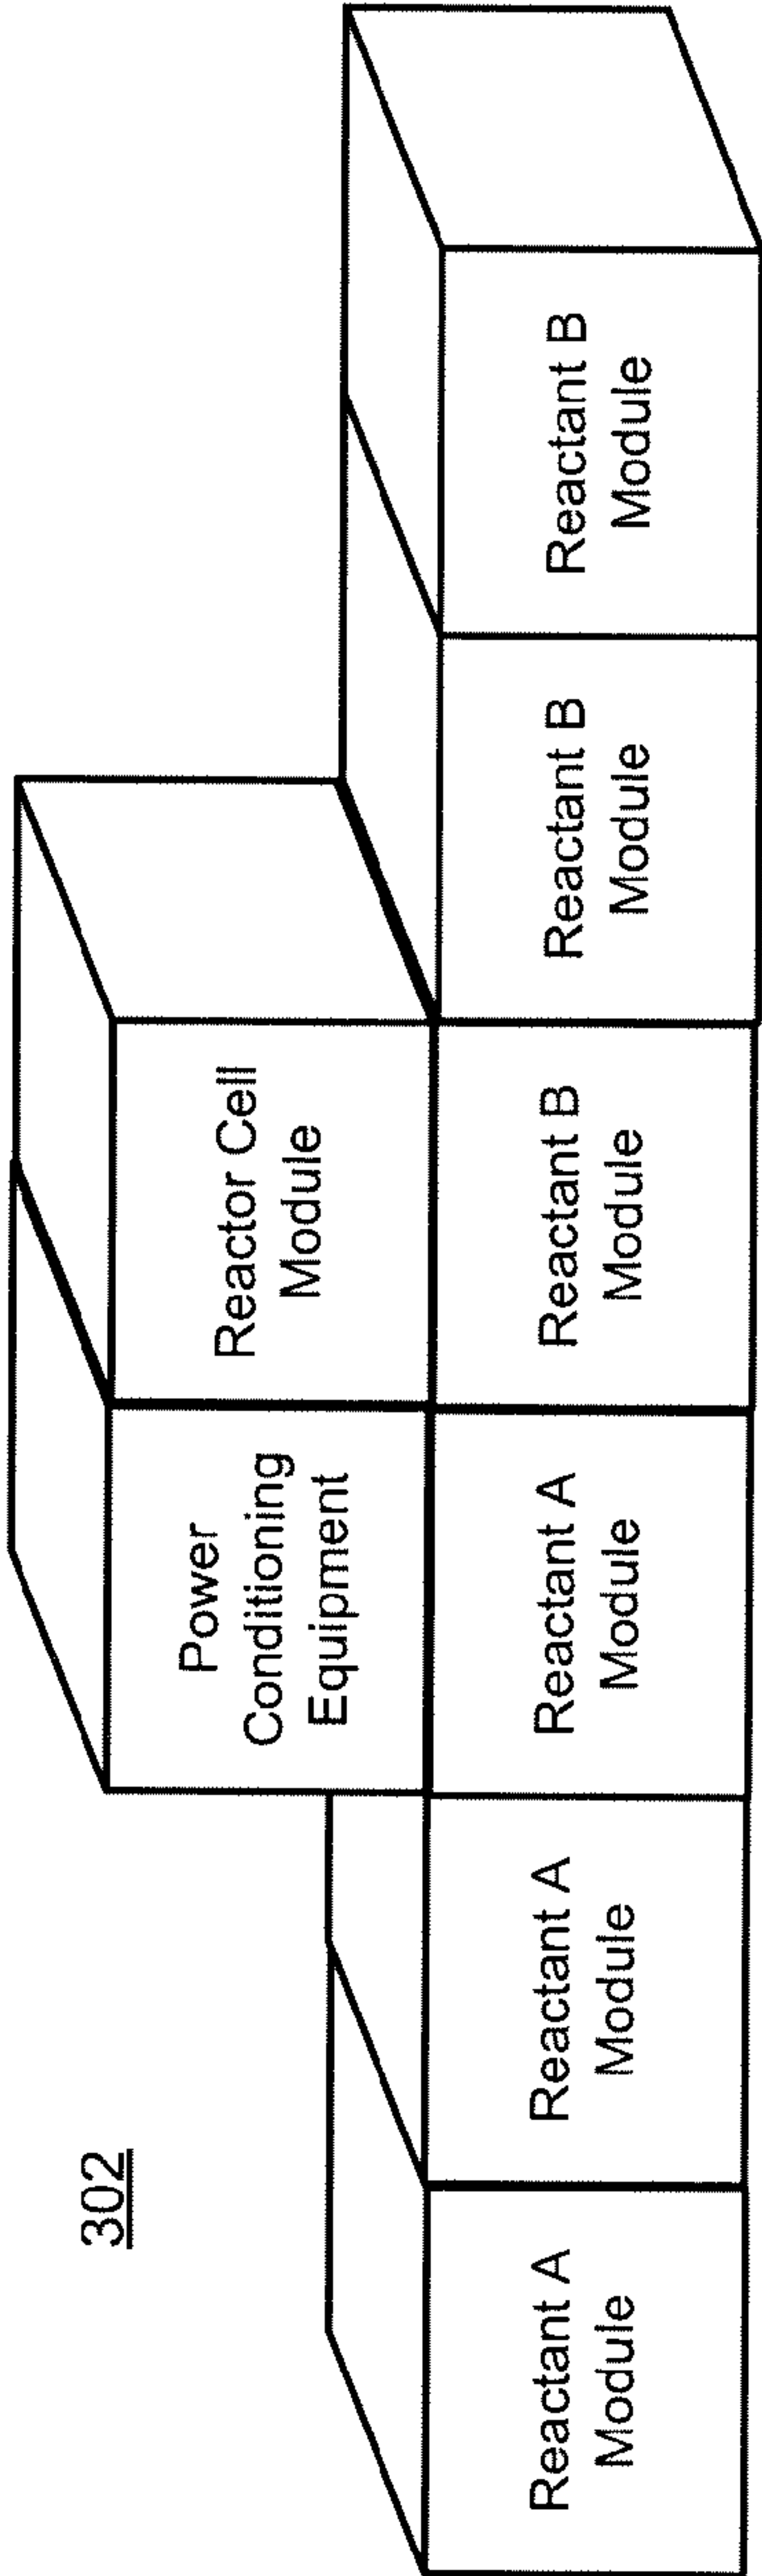 302
Power
Conditioning
Equipment
Reactor Cell
Module
Reactant A
Module
Reactant A
Module
Reactant A
Module
Reactant B
Module
Reactant B
Module
Reactant B
Module